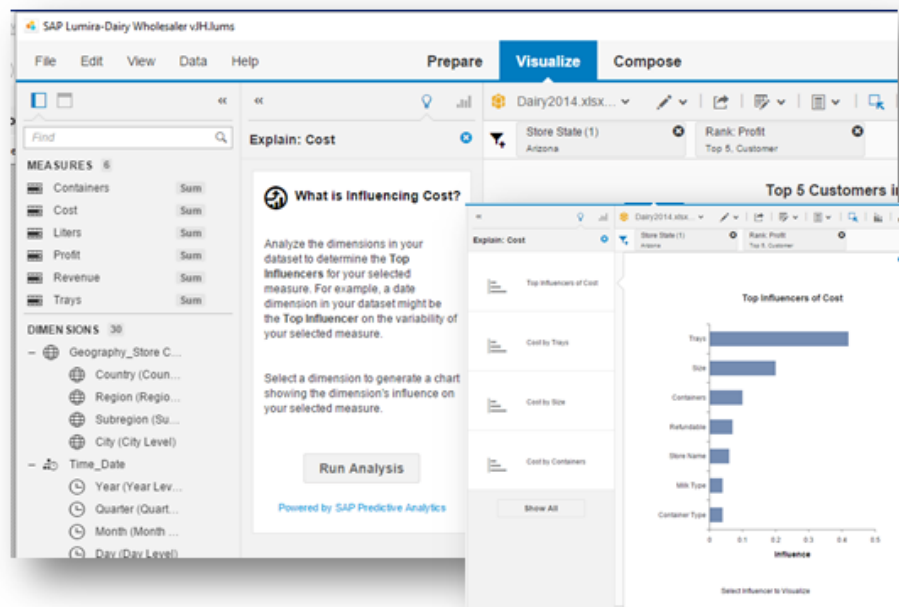 SAP Lumira-Dairy Wholesaler vJH.lums
File Edit View Data Help Prepare Visualize Compose
Dairy2014.xlsx...
Find
Explain: Cost
Store State (1)
Arizona
Rank: Profit
Top 5, Customer
MEASURES 6
Containers Sum
Cost Sum
Liters Sum
Profit Sum
Revenue Sum
Trays Sum
DIMENSIONS 30
Geography_Store C...
Country (Coun...
Region (Regio...
Subregion (Su...
City (City Level)
Time_Date
Year (Year Lev...
Quarter (Quart...
Month (Month ...
Day (Day Level)
What is Influencing Cost?
Analyze the dimensions in your
dataset to determine the Top
Influencers for your selected
measure. For example, a date
dimension in your dataset might be
the Top Influencer on the variability of
your selected measure.
Select a dimension to generate a chart
showing the dimension's influence on
your selected measure.
Run Analysis
Powered by SAP Predictive Analytics
Top 5 Customers i
Dairy2014.xlsx...
Explain: Cost
Store State (1)
Arizona
Rank: Profit
Top 5, Customer
Top Influencers of Cost
Cost by Trays
Cost by Size
Cost by Containers
Show All
Top Influencers of Cost
Trays
Size
Containers
Refundable
Store Name
Milk Type
Container Type
0 0.1 0.2 0.3 0.4 0.5
Influence
Select Influencer to Visualize